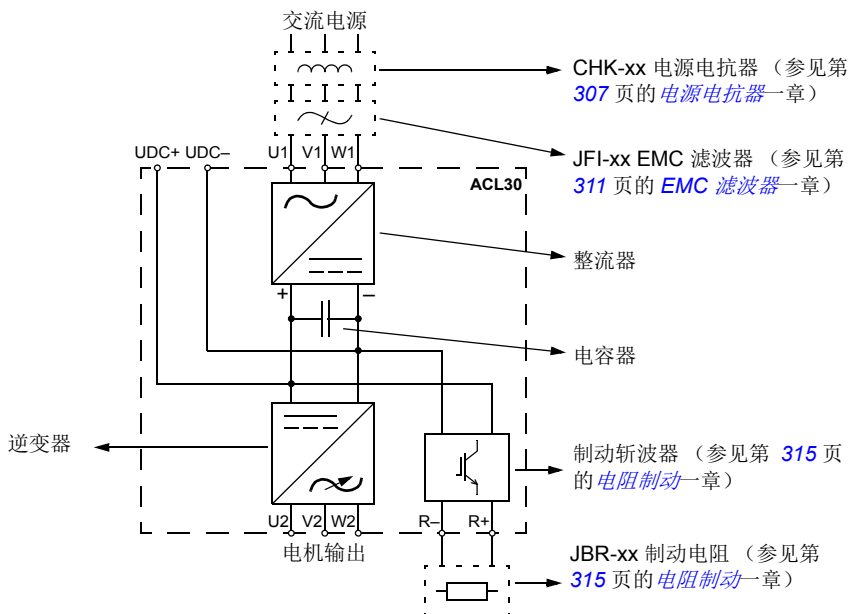 交流电源
CHK-xx 电源电抗器 （参见第
307 页的电源电抗器一章）
JFI-xx EMC 滤波器 （参见第
311 页的 EMC 滤波器一章）
UDC+ UDC– U1 V1 W1
ACL30
整流器
+ –
电容器
逆变器
制动斩波器 （参见第 315 页
的电阻制动一章）
U2 V2 W2 R– R+
电机输出
JBR-xx 制动电阻 （参见第
315 页的电阻制动一章）